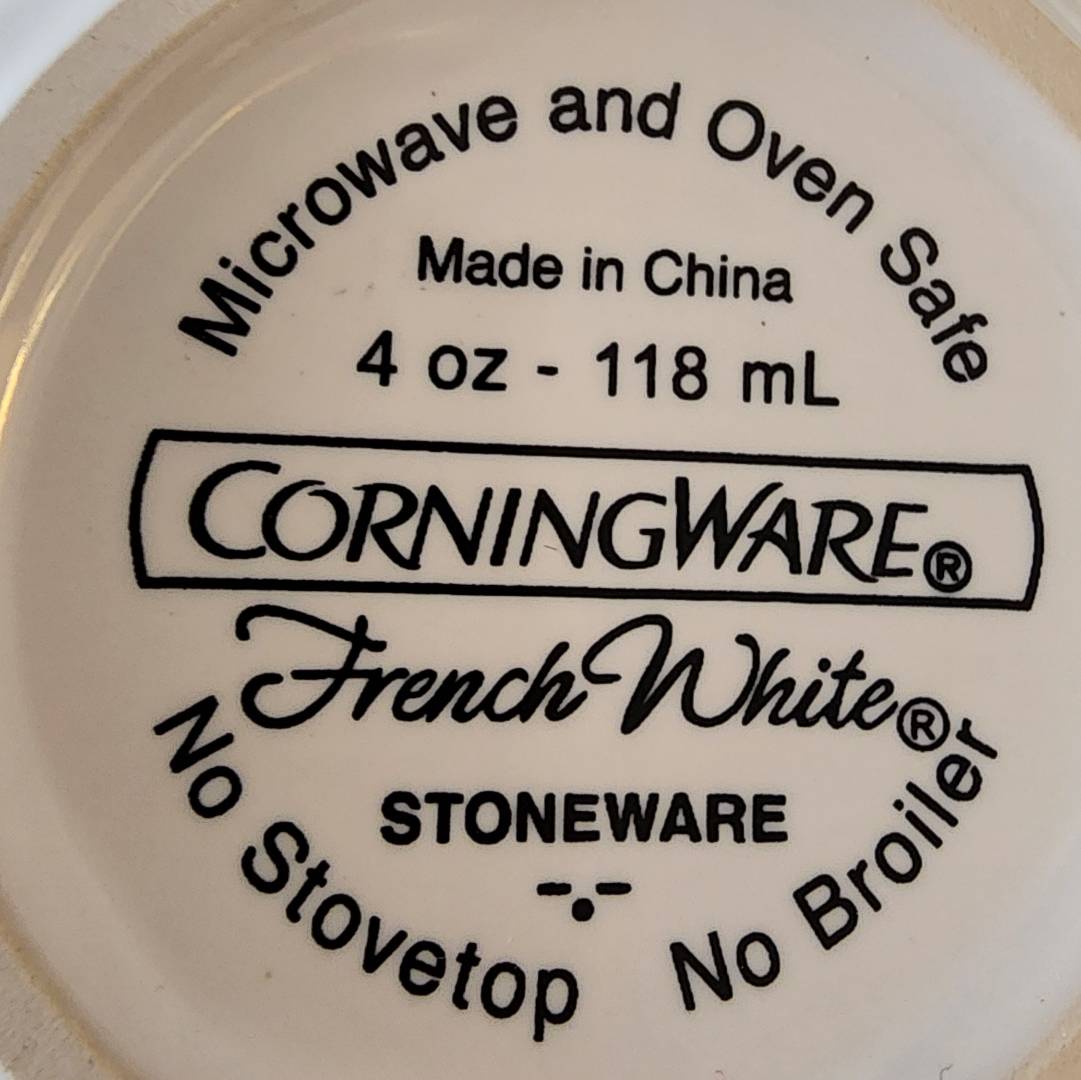 Microwave and Oven Safe
Made in China
4 oz - 118 mL
CORNINGWARE®
French White®
STONEWARE
No Stovetop No Broiler